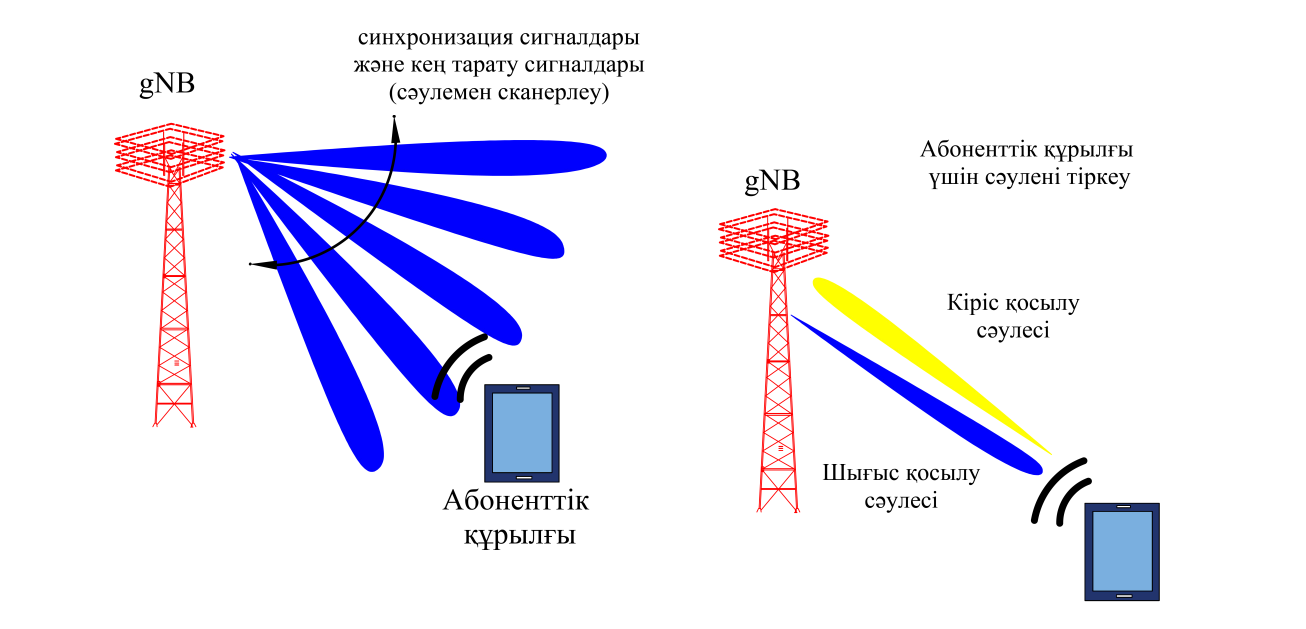 синхронизация сигналдары
және кең тарату сигналдары
(сәулемен сканерлеу)
gNB
Абоненттік
құрылғы
gNB
Абоненттік құрылғы
үшін сәулені тіркеу
Кіріс қосылу
сәулесі
Шығыс қосылу
сәулесі